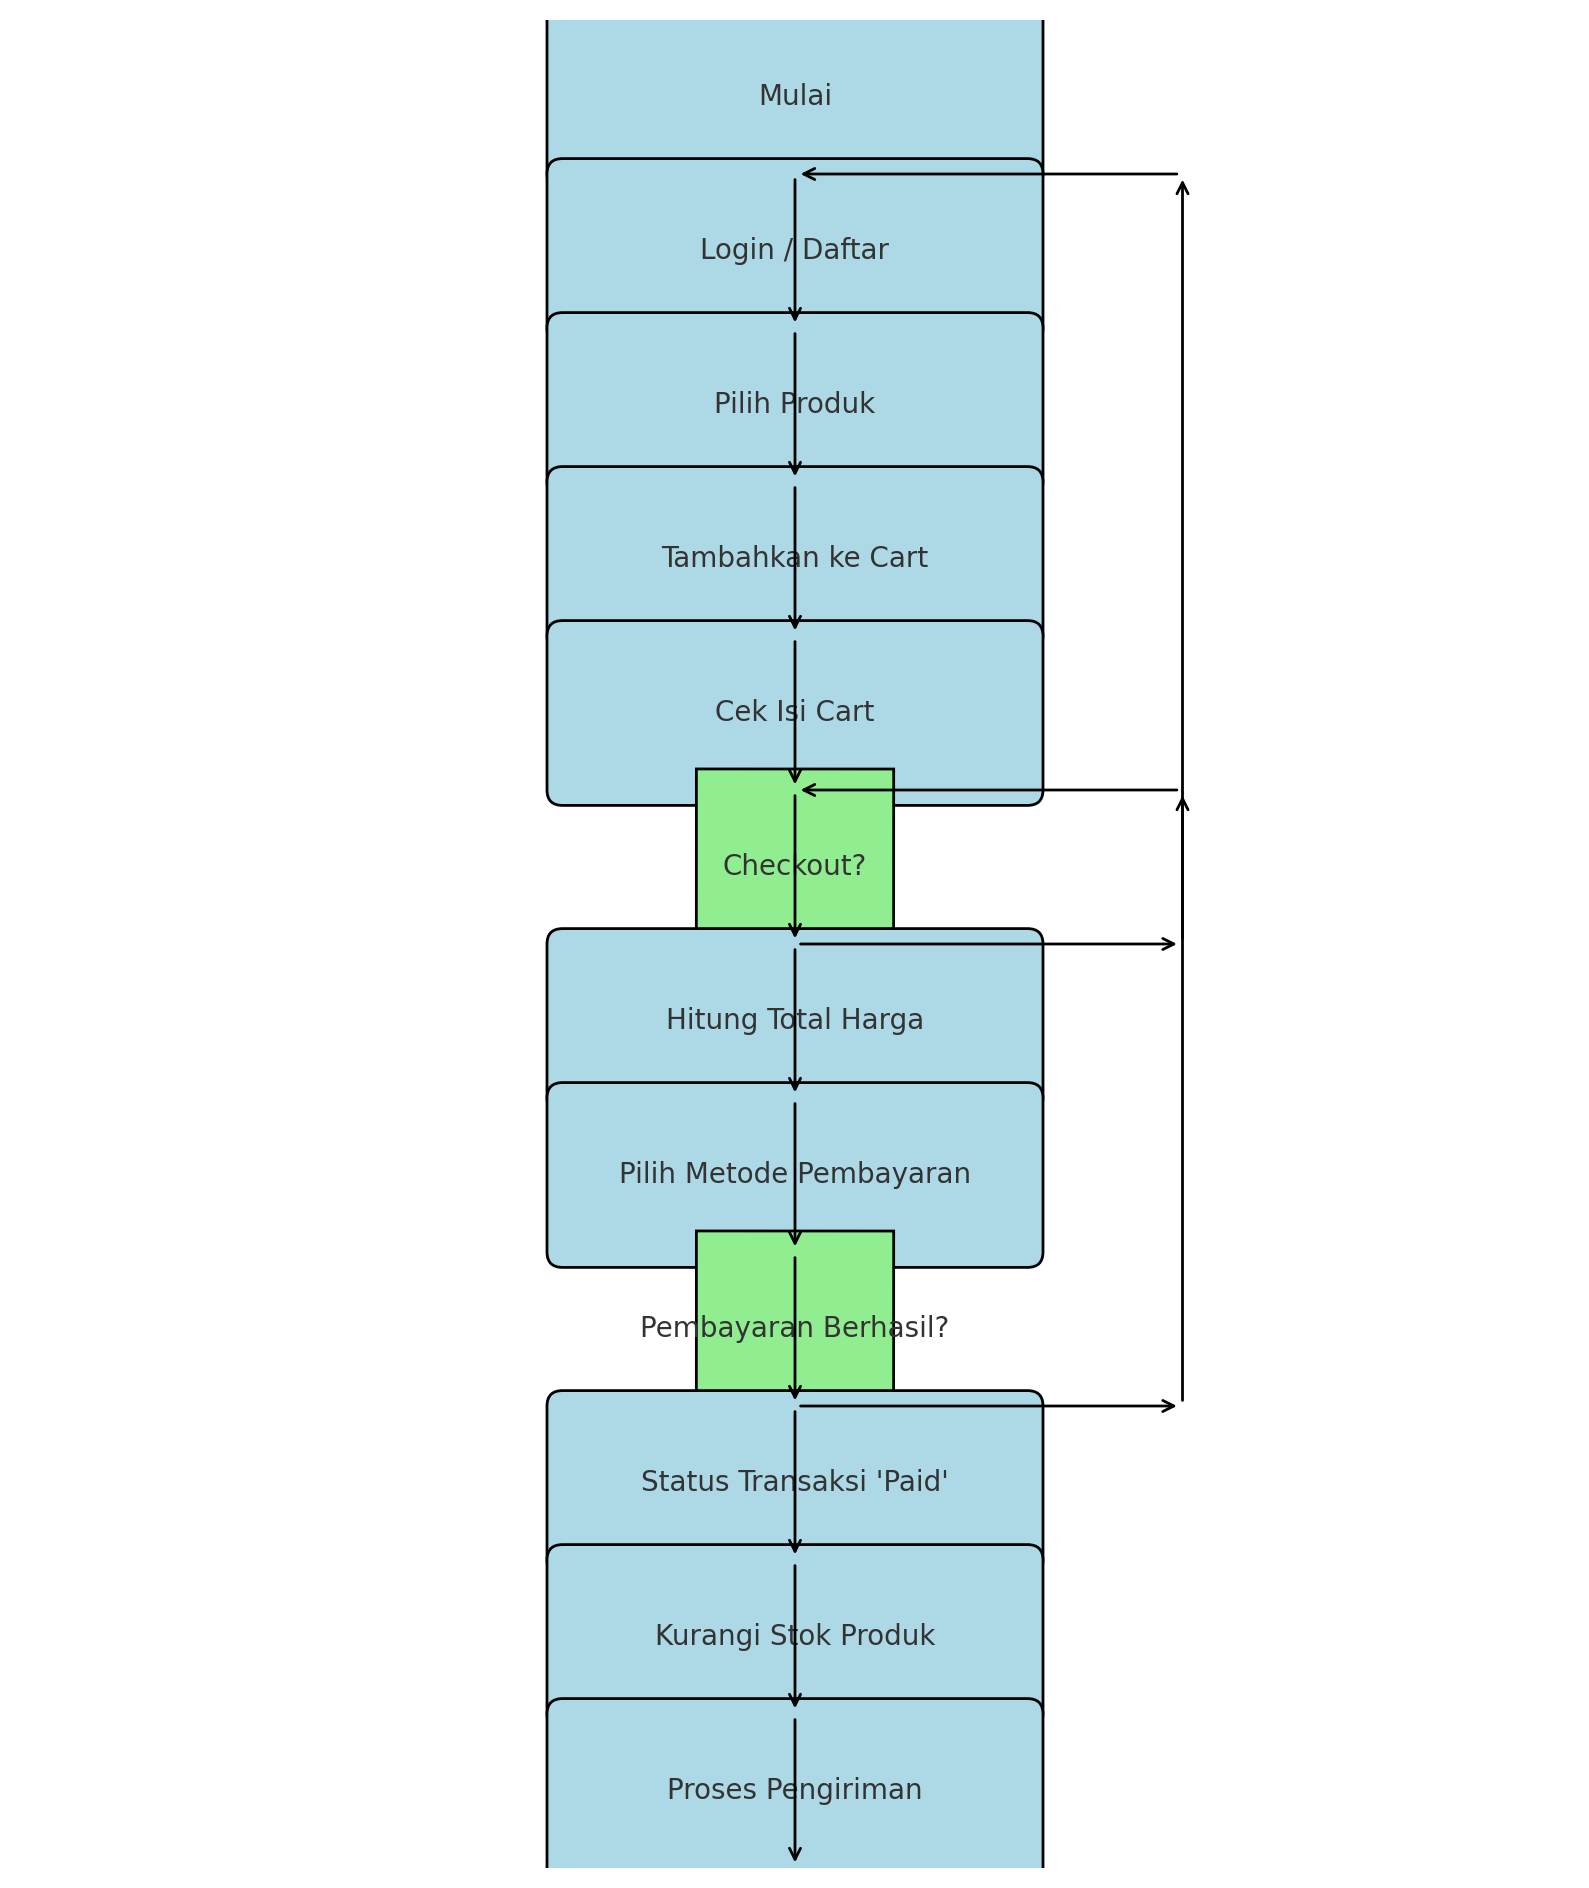 Mulai
Login / Daftar
Pilih Produk
Tambahkan ke Cart
Cek Isi Cart
Checkout?
Hitung Total Harga
Pilih Metode Pembayaran
Pembayaran Berhasil?
Status Transaksi 'Paid'
Kurangi Stok Produk
Proses Pengiriman